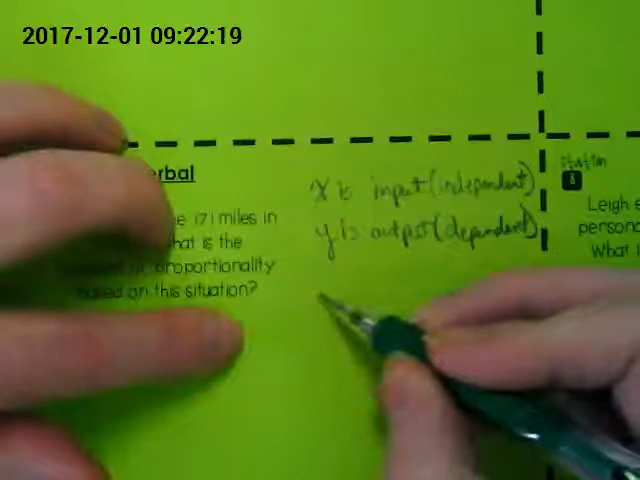 2017-12-01 09:22:19
erbal
x is input (independent)
e 171 miles in
y is output (dependent)
hat is the
proportionality
on this situation?
Station
Leigh e
persona
What i